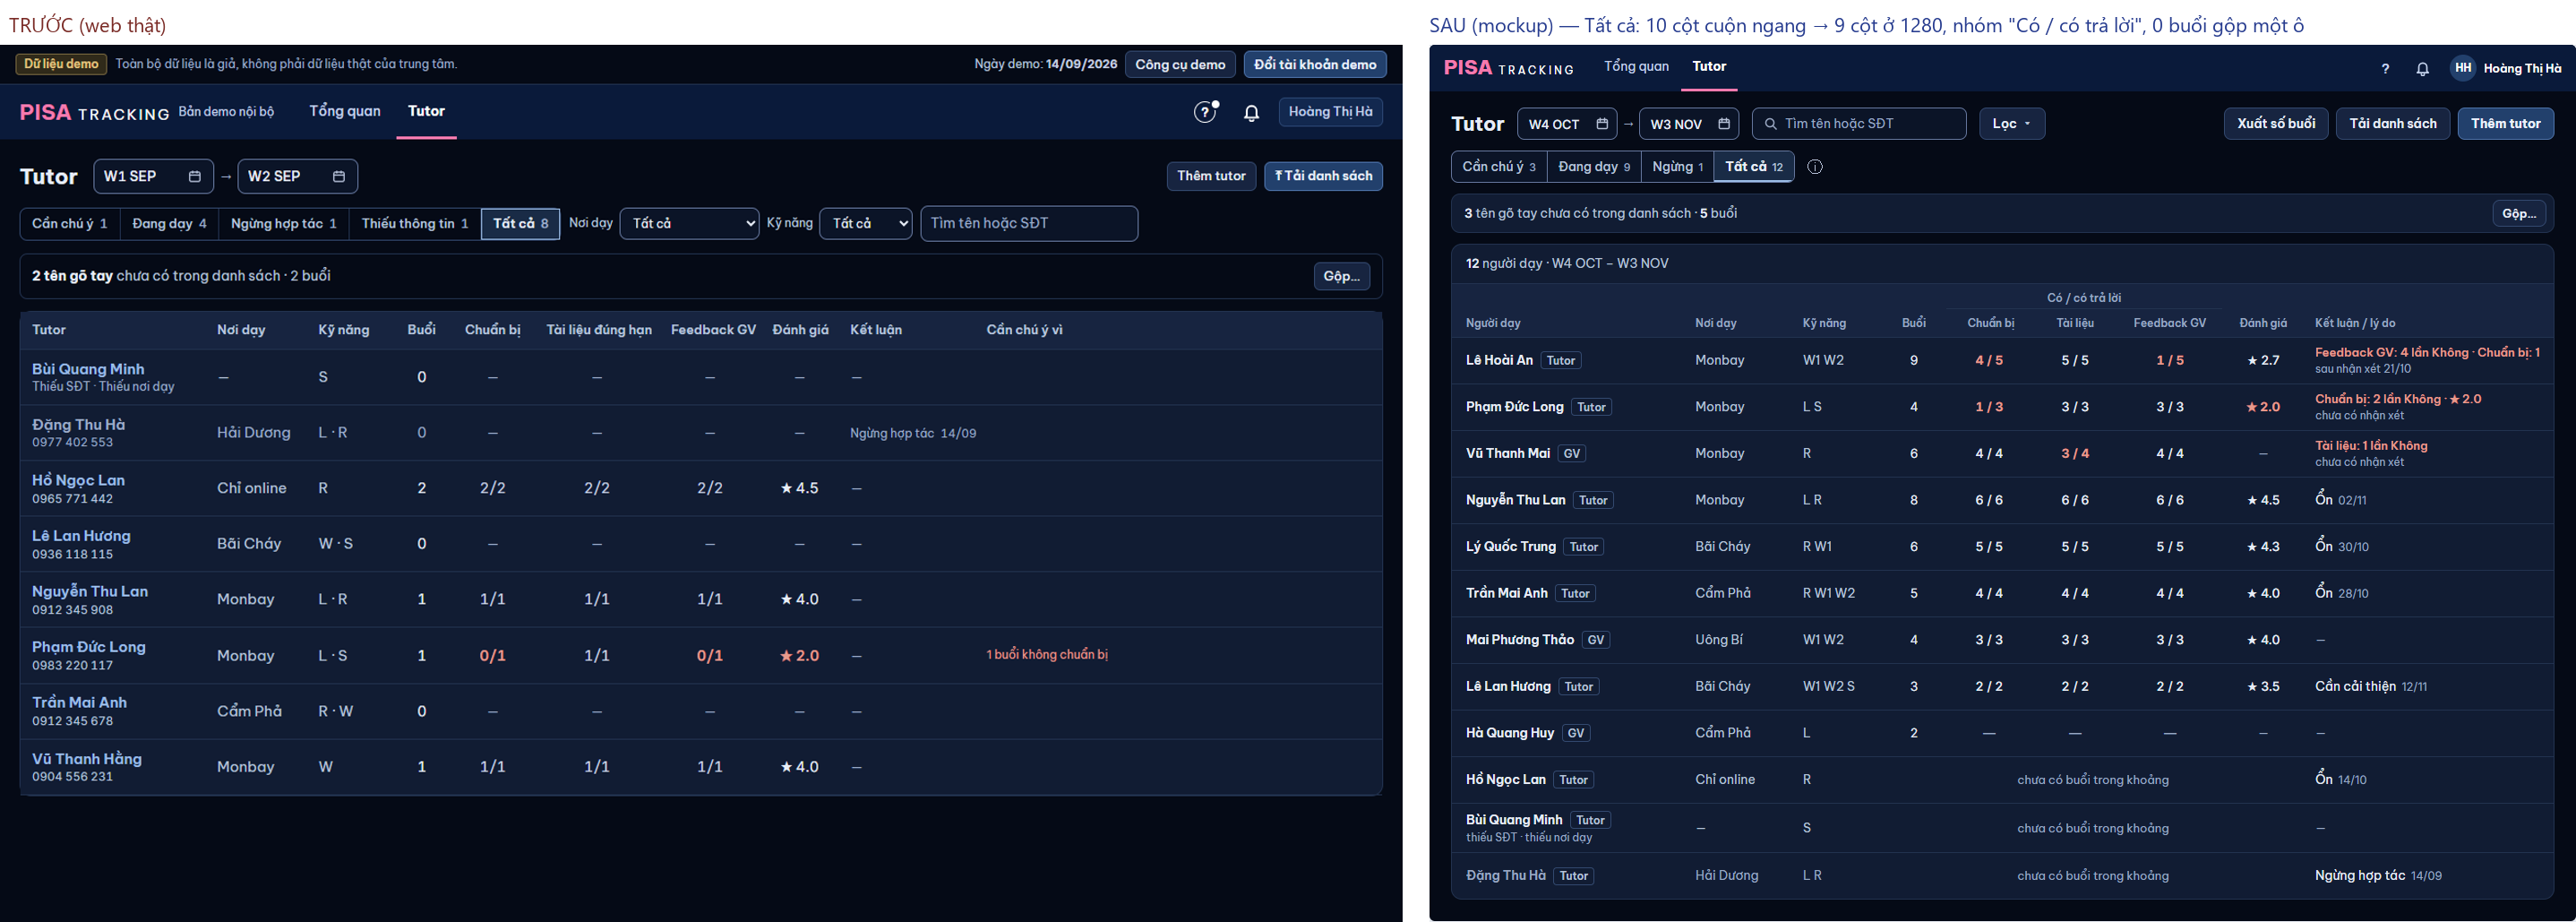 TRƯỚC (web thật)
Dữ liệu demo Toàn bộ dữ liệu là giả, không phải dữ liệu thật của trung tâm. Ngày demo: 14/09/2026 Công cụ demo Đổi tài khoản demo
PISA TRACKING Bản demo nội bộ Tổng quan Tutor ? Hoàng Thị Hà
Tutor W1 SEP → W2 SEP Thêm tutor Tải danh sách
Cần chú ý 1 Đang dạy 4 Ngừng hợp tác 1 Thiếu thông tin 1 Tất cả 8 Nơi dạy Tất cả Kỹ năng Tất cả Tìm tên hoặc SĐT
2 tên gõ tay chưa có trong danh sách · 2 buổi Gộp...
Tutor Nơi dạy Kỹ năng Buổi Chuẩn bị Tài liệu đúng hạn Feedback GV Đánh giá Kết luận Cần chú ý vì
Bùi Quang Minh — S 0 — — — — —
Thiếu SĐT · Thiếu nơi dạy
Đặng Thu Hà Hải Dương L · R 0 — — — — Ngừng hợp tác 14/09
0977 402 553
Hồ Ngọc Lan Chỉ online R 2 2/2 2/2 2/2 ★ 4.5 —
0965 771 442
Lê Lan Hương Bãi Cháy W · S 0 — — — — —
0936 118 115
Nguyễn Thu Lan Monbay L · R 1 1/1 1/1 1/1 ★ 4.0 —
0912 345 908
Phạm Đức Long Monbay L · S 1 0/1 1/1 0/1 ★ 2.0 — 1 buổi không chuẩn bị
0983 220 117
Trần Mai Anh Cẩm Phả R · W 0 — — — — —
0912 345 678
Vũ Thanh Hằng Monbay W 1 1/1 1/1 1/1 ★ 4.0 —
0904 556 231
SAU (mockup) — Tất cả: 10 cột cuộn ngang → 9 cột ở 1280, nhóm "Có / có trả lời", 0 buổi gộp một ô
PISA TRACKING Tổng quan Tutor ? HH Hoàng Thị Hà
Tutor W4 OCT → W3 NOV Tìm tên hoặc SĐT Lọc Xuất số buổi Tải danh sách Thêm tutor
Cần chú ý 3 Đang dạy 9 Ngừng 1 Tất cả 12
3 tên gõ tay chưa có trong danh sách · 5 buổi Gộp...
12 người dạy · W4 OCT – W3 NOV
Có / có trả lời
Người dạy Nơi dạy Kỹ năng Buổi Chuẩn bị Tài liệu Feedback GV Đánh giá Kết luận / lý do
Lê Hoài An Tutor Monbay W1 W2 9 4 / 5 5 / 5 1 / 5 ★ 2.7 Feedback GV: 4 lần Không · Chuẩn bị: 1
sau nhận xét 21/10
Phạm Đức Long Tutor Monbay L S 4 1 / 3 3 / 3 3 / 3 ★ 2.0 Chuẩn bị: 2 lần Không · ★ 2.0
chưa có nhận xét
Vũ Thanh Mai GV Monbay R 6 4 / 4 3 / 4 4 / 4 — Tài liệu: 1 lần Không
chưa có nhận xét
Nguyễn Thu Lan Tutor Monbay L R 8 6 / 6 6 / 6 6 / 6 ★ 4.5 Ổn 02/11
Lý Quốc Trung Tutor Bãi Cháy R W1 6 5 / 5 5 / 5 5 / 5 ★ 4.3 Ổn 30/10
Trần Mai Anh Tutor Cẩm Phả R W1 W2 5 4 / 4 4 / 4 4 / 4 ★ 4.0 Ổn 28/10
Mai Phương Thảo GV Uông Bí W1 W2 4 3 / 3 3 / 3 3 / 3 ★ 4.0 —
Lê Lan Hương Tutor Bãi Cháy W1 W2 S 3 2 / 2 2 / 2 2 / 2 ★ 3.5 Cần cải thiện 12/11
Hà Quang Huy GV Cẩm Phả L 2 — — — — —
Hồ Ngọc Lan Tutor Chỉ online R chưa có buổi trong khoảng Ổn 14/10
Bùi Quang Minh Tutor — S chưa có buổi trong khoảng —
thiếu SĐT · thiếu nơi dạy
Đặng Thu Hà Tutor Hải Dương L R chưa có buổi trong khoảng Ngừng hợp tác 14/09